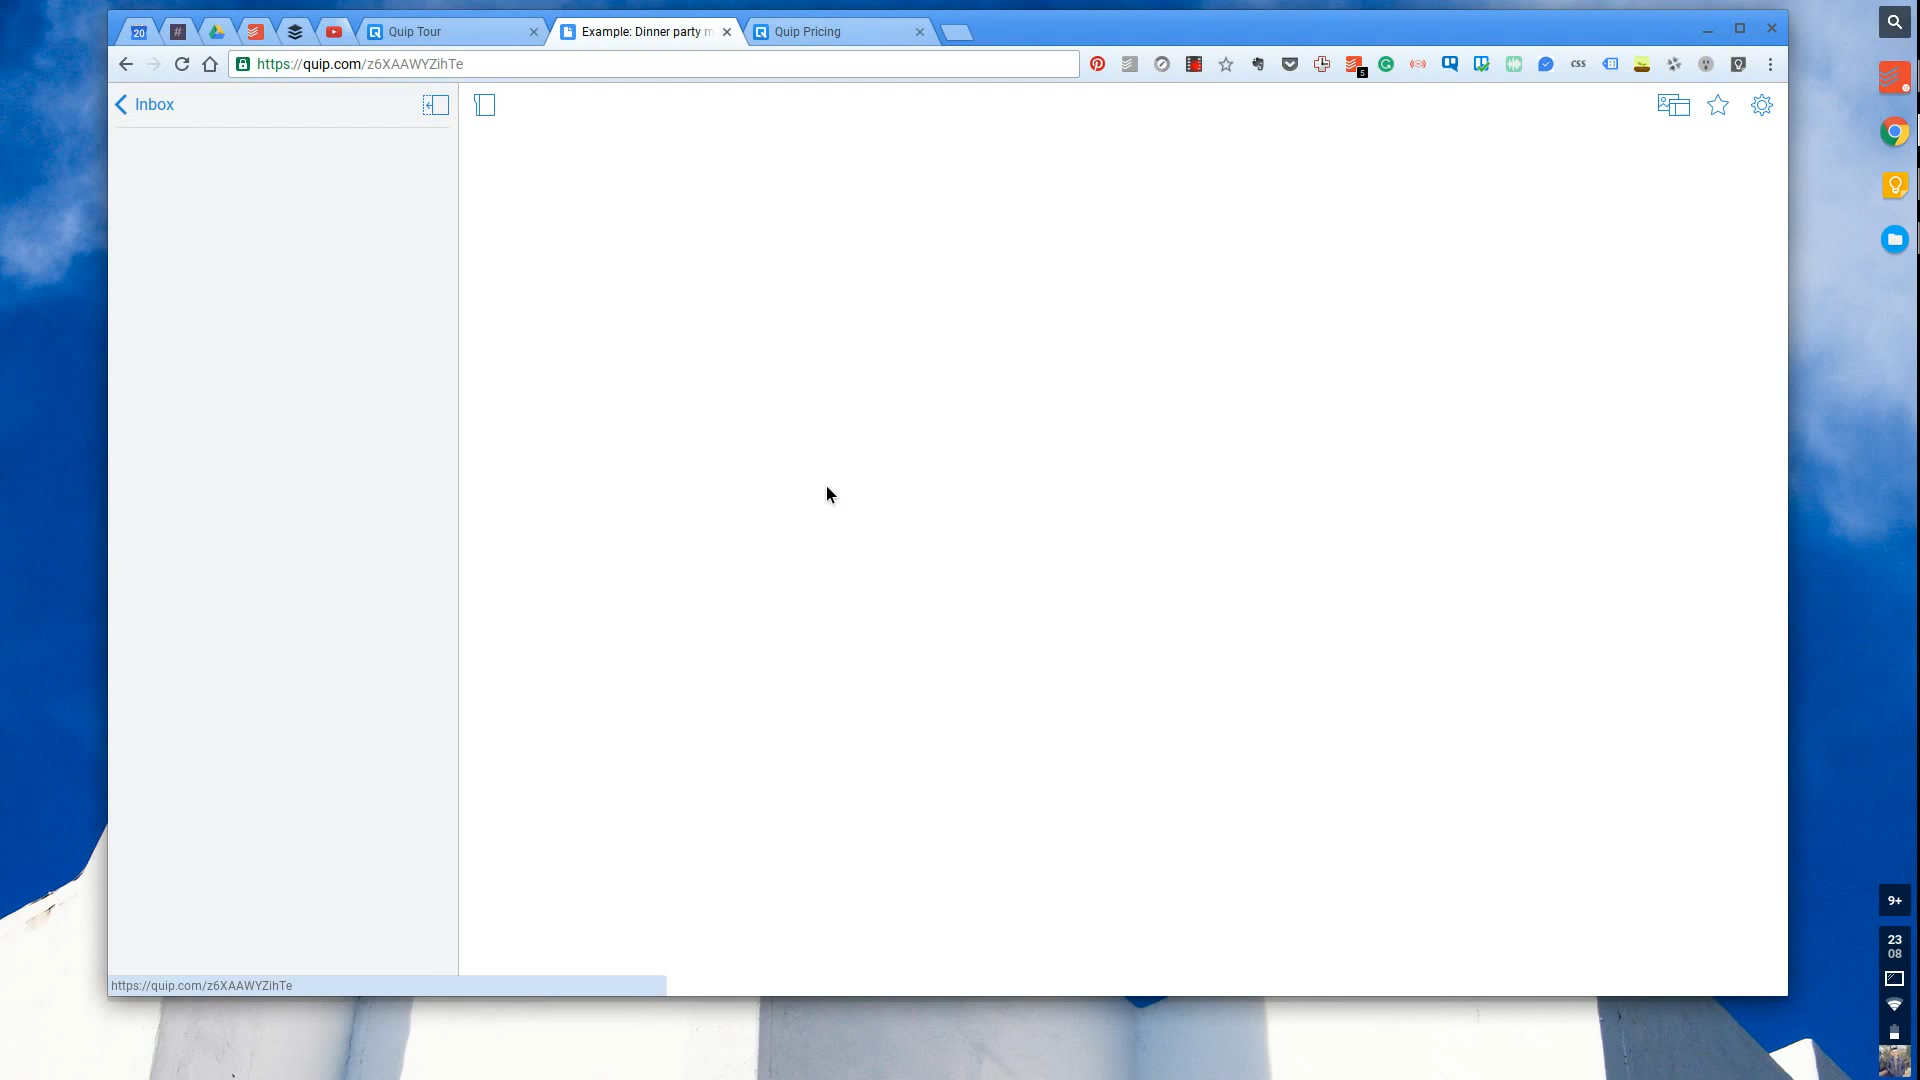 20
#
Quip Tour
Example: Dinner party m
Quip Pricing
https://quip.com/z6XAAWYZihTe
5
css
Inbox
9+
23
08
https://quip.com/z6XAAWYZihTe